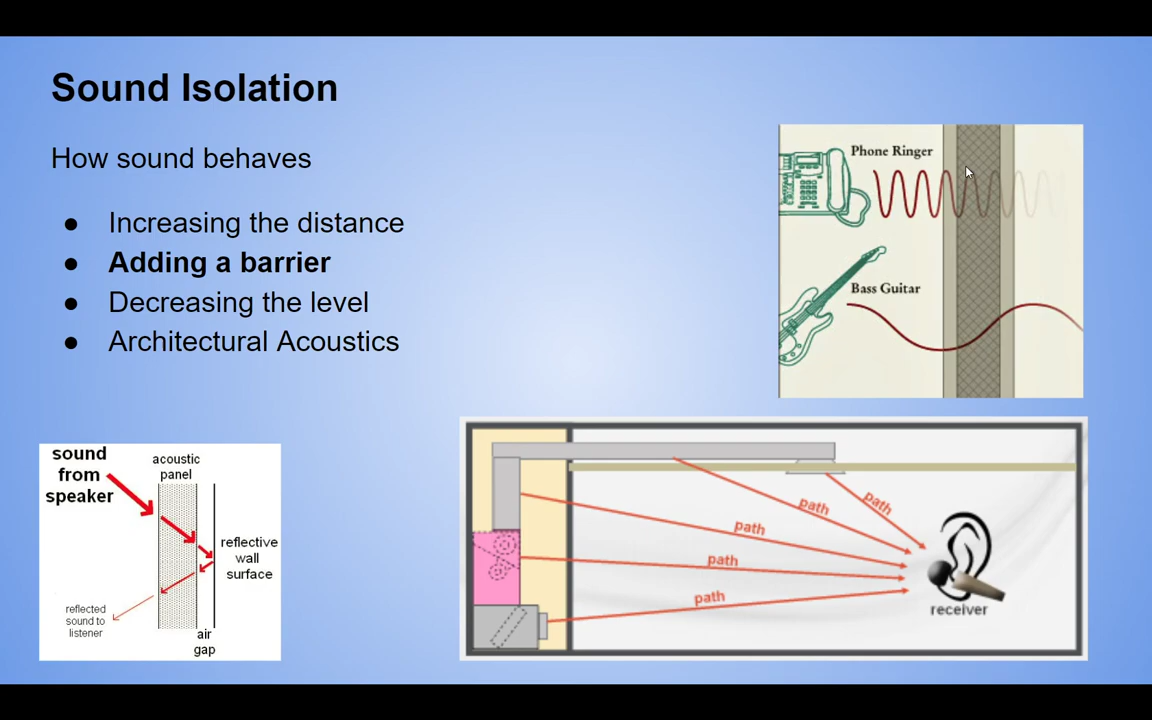 Sound Isolation
How sound behaves
● Increasing the distance
● Adding a barrier
● Decreasing the level
● Architectural Acoustics
Phone Ringer
Bass Guitar
sound
from
speaker
acoustic
panel
reflective
wall
surface
reflected
sound to
listener
air
gap
path
path
path
path
path
receiver